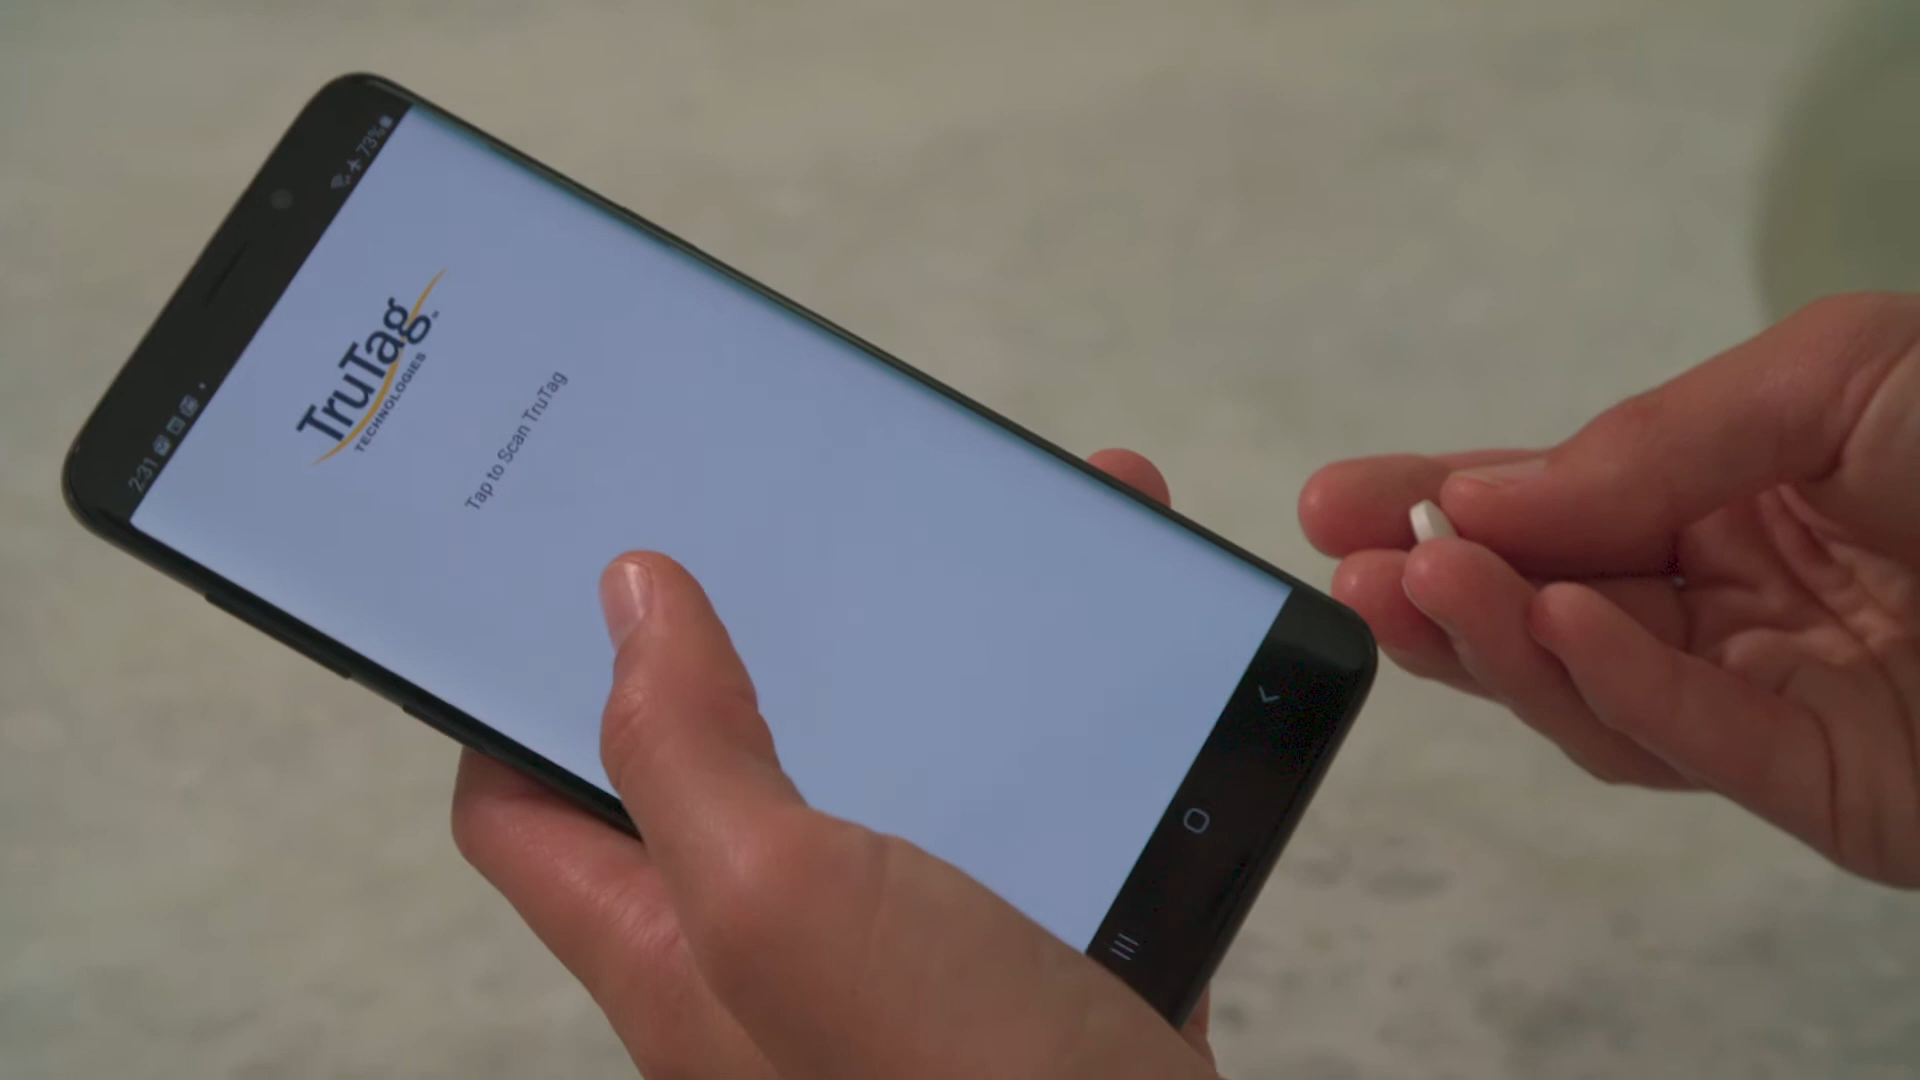 2:31
73%
TruTag
TECHNOLOGIES
Tap to Scan TruTag